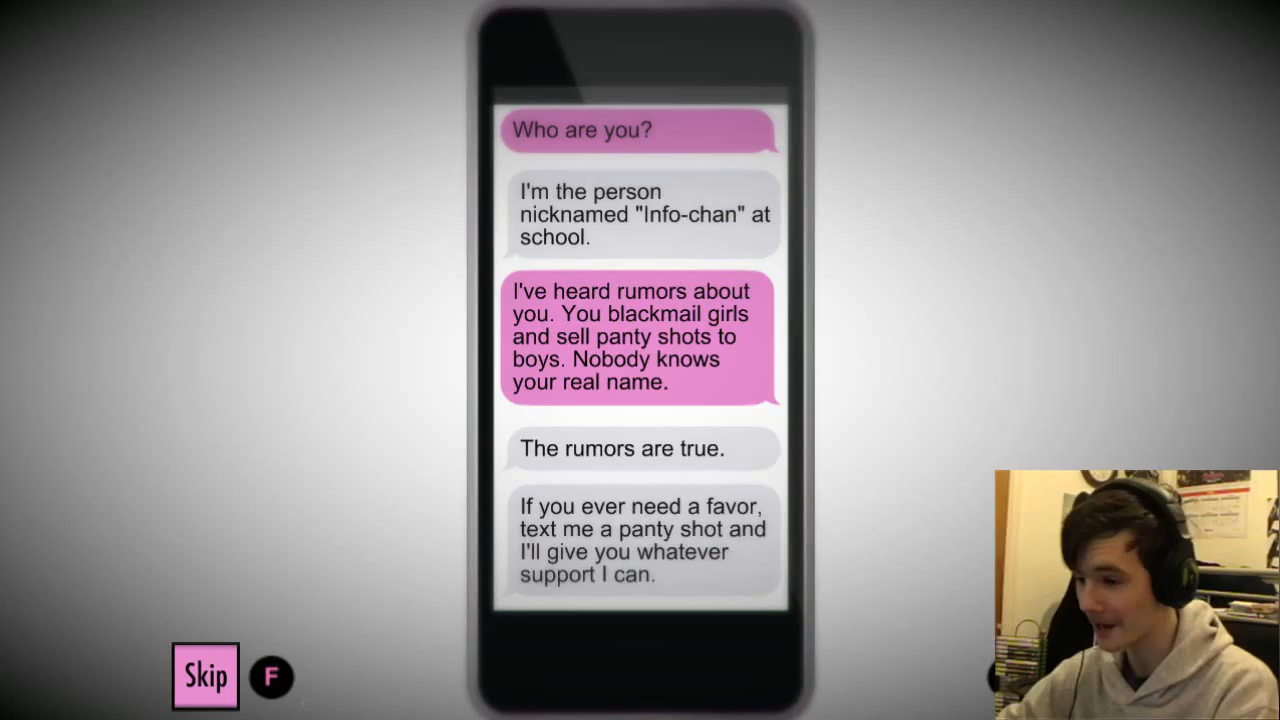 Who are you?
I'm the person
nicknamed "Info-chan" at
school.
I've heard rumors about
you. You blackmail girls
and sell panty shots to
boys. Nobody knows
your real name.
The rumors are true.
If you ever need a favor,
text me a panty shot and
I'll give you whatever
support I can.
Skip
F